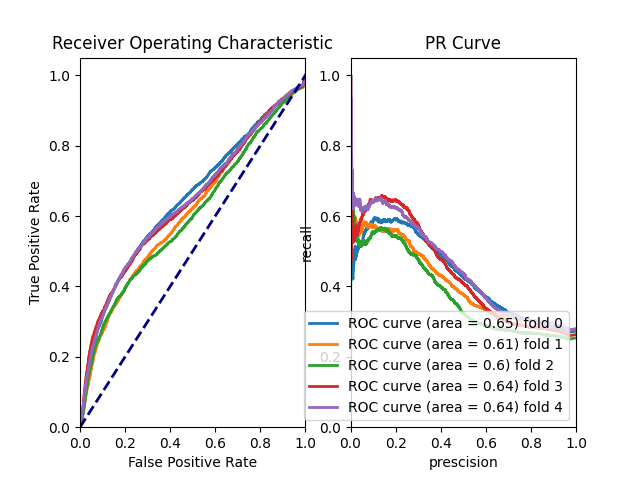 Receiver Operating Characteristic
PR Curve
1.0
0.8
0.6
0.4
0.2
0.0
True Positive Rate
0.0 0.2 0.4 0.6 0.8 1.0
False Positive Rate
1.0
0.8
0.6
0.4
0.2
0.0
recall
ROC curve (area = 0.65) fold 0
ROC curve (area = 0.61) fold 1
ROC curve (area = 0.6) fold 2
ROC curve (area = 0.64) fold 3
ROC curve (area = 0.64) fold 4
0.0 0.2 0.4 0.6 0.8 1.0
prescision